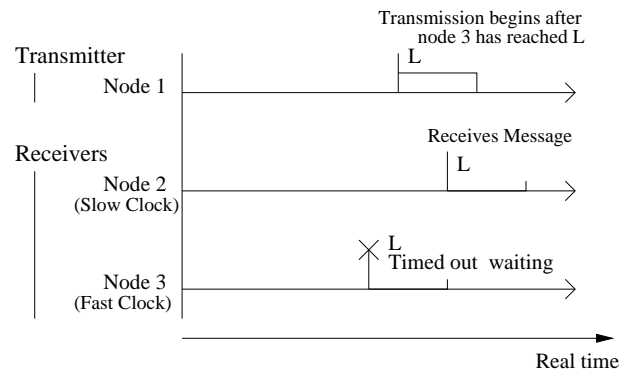 Transmission begins after
node 3 has reached L
Transmitter
L
Node 1
Receivers
Receives Message
L
Node 2
(Slow Clock)
L
Timed out waiting
Node 3
(Fast Clock)
Real time